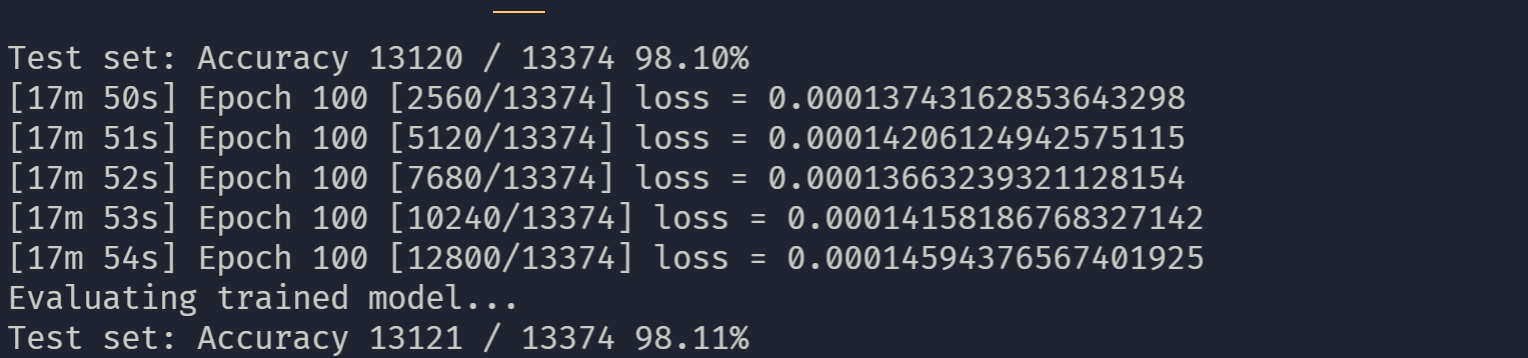 Test set: Accuracy 13120 / 13374 98.10%
[17m 50s] Epoch 100 [2560/13374] loss = 0.00013743162853643298
[17m 51s] Epoch 100 [5120/13374] loss = 0.00014206124942575115
[17m 52s] Epoch 100 [7680/13374] loss = 0.00013663239321128154
[17m 53s] Epoch 100 [10240/13374] loss = 0.00014158186768327142
[17m 54s] Epoch 100 [12800/13374] loss = 0.00014594376567401925
Evaluating trained model...
Test set: Accuracy 13121 / 13374 98.11%